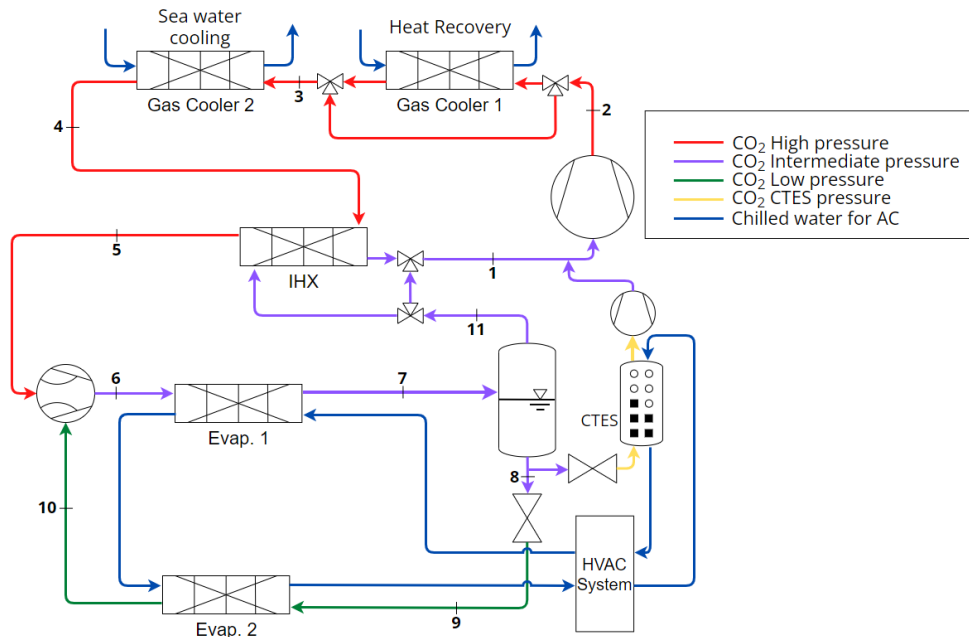 Sea water
cooling
Heat Recovery
Gas Cooler 2
3
Gas Cooler 1
2
4
CO₂ High pressure
CO₂ Intermediate pressure
CO₂ Low pressure
CO₂ CTES pressure
Chilled water for AC
5
IHX
1
11
6
7
Evap. 1
CTES
8
10
HVAC
System
9
Evap. 2